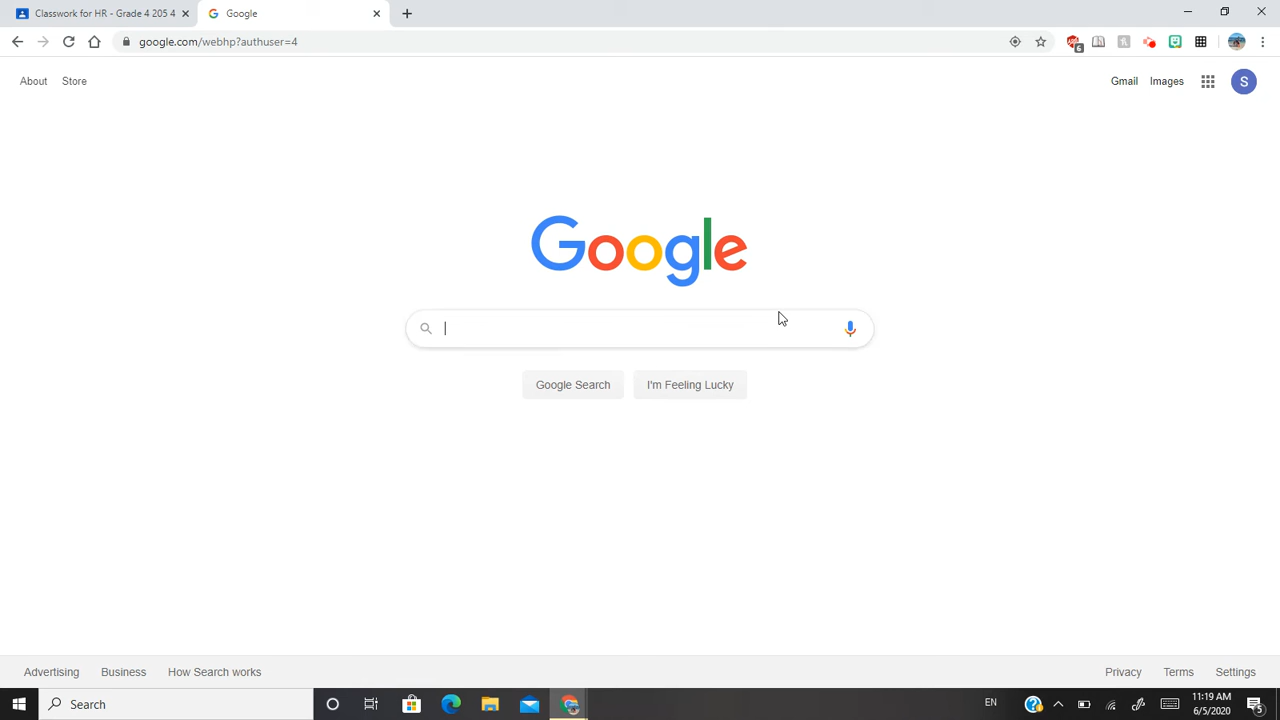 Classwork for HR - Grade 4 205 4
Google
google.com/webhp?authuser=4
6
About Store
Gmail Images
S
Google
Google Search I'm Feeling Lucky
Advertising Business How Search works
Privacy Terms Settings
Search
EN
11:19 AM
6/5/2020
5